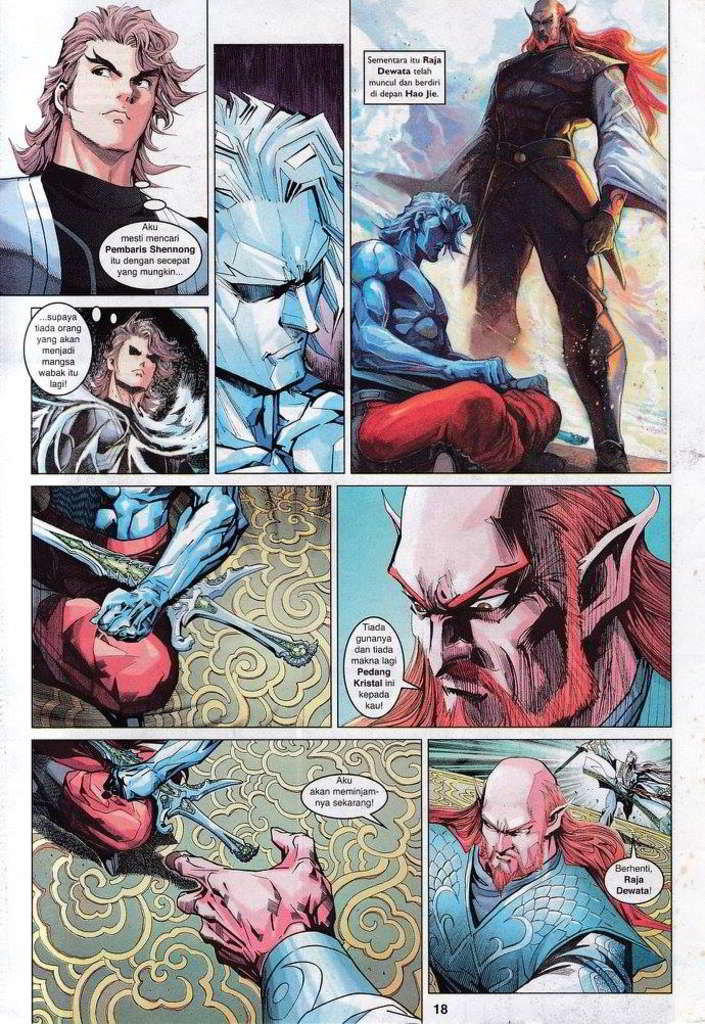 Aku
mesti mencari
Pembaris Shennong
itu dengan secepat
yang mungkin...
...supaya
tiada orang
yang akan
menjadi
mangsa
wabak itu
lagi!
Sementara itu Raja
Dewata telah
muncul dan berdiri
di depan Hao Jie.
Tiada
gunanya
dan tiada
makna lagi
Pedang
Kristal ini
kepada
kau!
Aku
akan meminjam-
nya sekarang!
Berhenti,
Raja
Dewata!
18